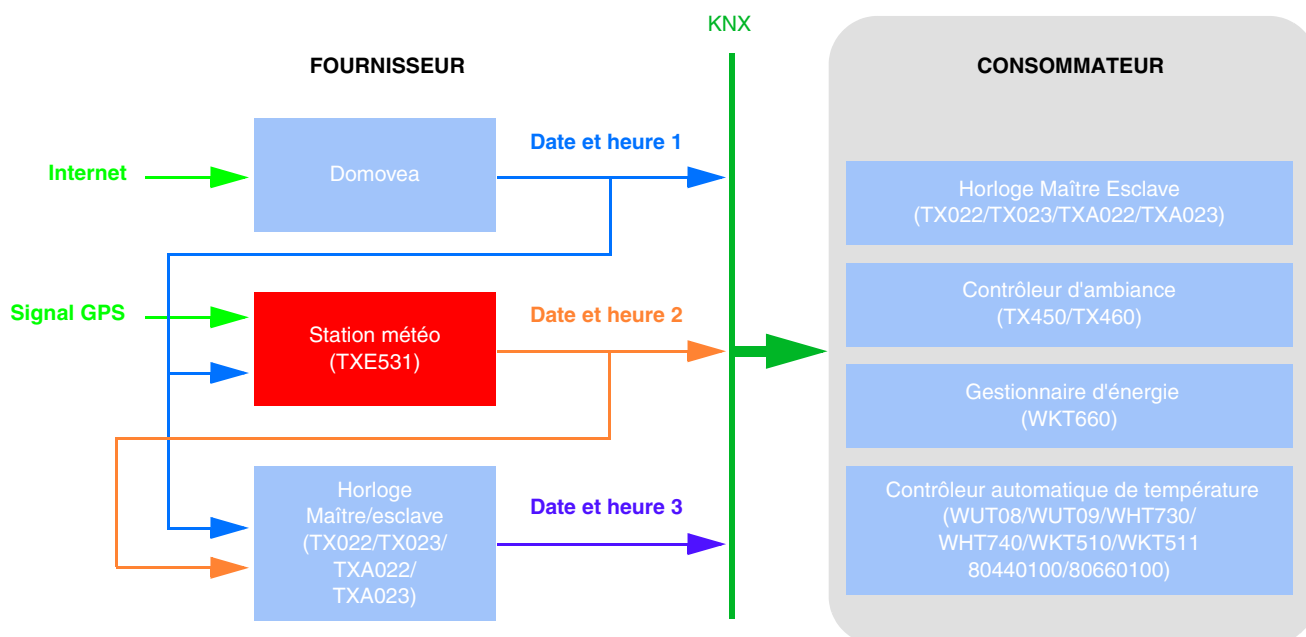 KNX
FOURNISSEUR
CONSOMMATEUR
Internet
Domovea
Date et heure 1
Signal GPS
Station météo
(TXE531)
Date et heure 2
Horloge
Maître/esclave
(TX022/TX023/
TXA022/
TXA023)
Date et heure 3
Horloge Maître Esclave
(TX022/TX023/TXA022/TXA023)
Contrôleur d'ambiance
(TX450/TX460)
Gestionnaire d'énergie
(WKT660)
Contrôleur automatique de température
(WUT08/WUT09/WHT730/
WHT740/WKT510/WKT511
80440100/80660100)